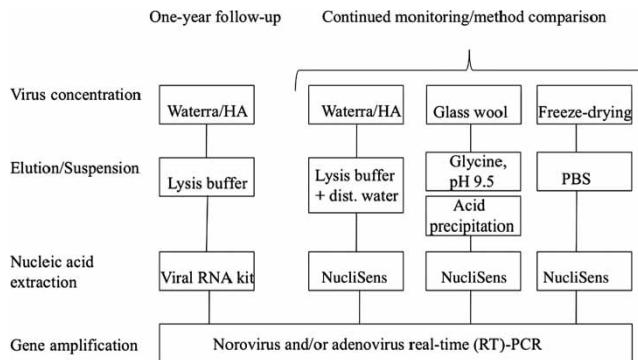 One-year follow-up
Continued monitoring/method comparison
Virus concentration
Waterra/HA
Waterra/HA
Glass wool
Freeze-drying
Elution/Suspension
Lysis buffer
Lysis buffer
+ dist. water
Glycine,
pH 9.5
Acid
precipitation
PBS
Nucleic acid
extraction
Viral RNA kit
NucliSens
NucliSens
NucliSens
Gene amplification
Norovirus and/or adenovirus real-time (RT)-PCR